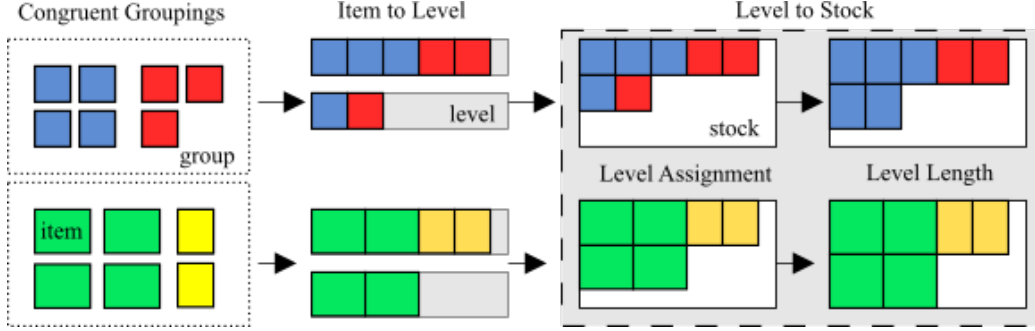 Congruent Groupings
Item to Level
Level to Stock
group
level
stock
Level Assignment
Level Length
item